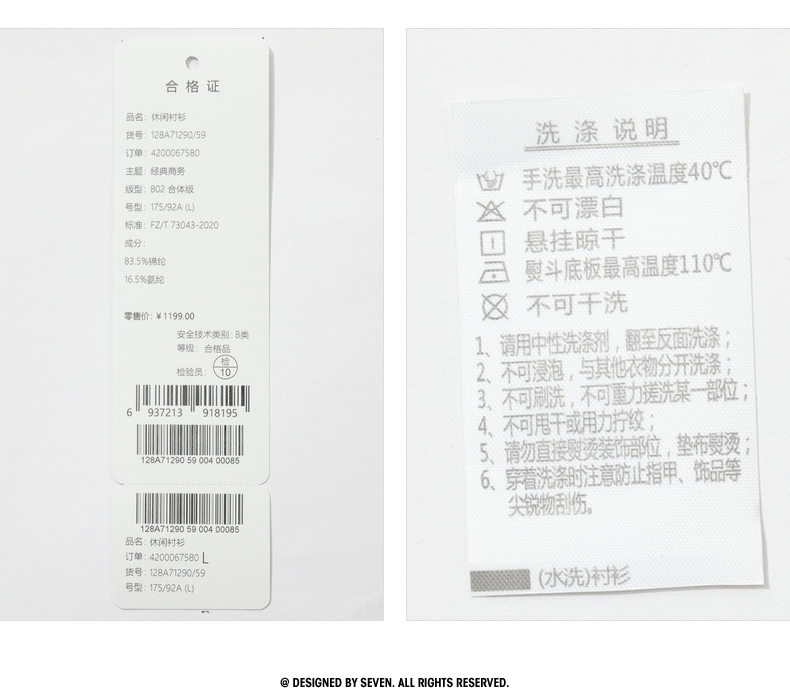 合格证
品名：休闲衬衫
货号：128A71290/59
订单：4200067580
主题：经典商务
版型：802 合体版
号型：175/92A (L)
标准：FZ/T 73043-2020
成分：
83.5%锦纶
16.5%氨纶
零售价：￥1199.00
安全技术类别：B类
等级：合格品
检验员：检 10
6 937213 918195
128A71290 59 004 00085
128A71290 59 004 00085
品名：休闲衬衫
订单：4200067580 L
货号：128A71290/59
号型：175/92A (L)
洗涤说明
手洗最高洗涤温度40℃
不可漂白
悬挂晾干
熨斗底板最高温度110℃
不可干洗
1、请用中性洗涤剂，翻至反面洗涤；
2、不可浸泡，与其他衣物分开洗涤；
3、不可刷洗，不可重力搓洗某一部位；
4、不可甩干或用力拧绞；
5、请勿直接熨烫装饰部位，垫布熨烫；
6、穿着洗涤时注意防止指甲、饰品等
尖锐物刮伤。
(水洗)衬衫
@ DESIGNED BY SEVEN. ALL RIGHTS RESERVED.